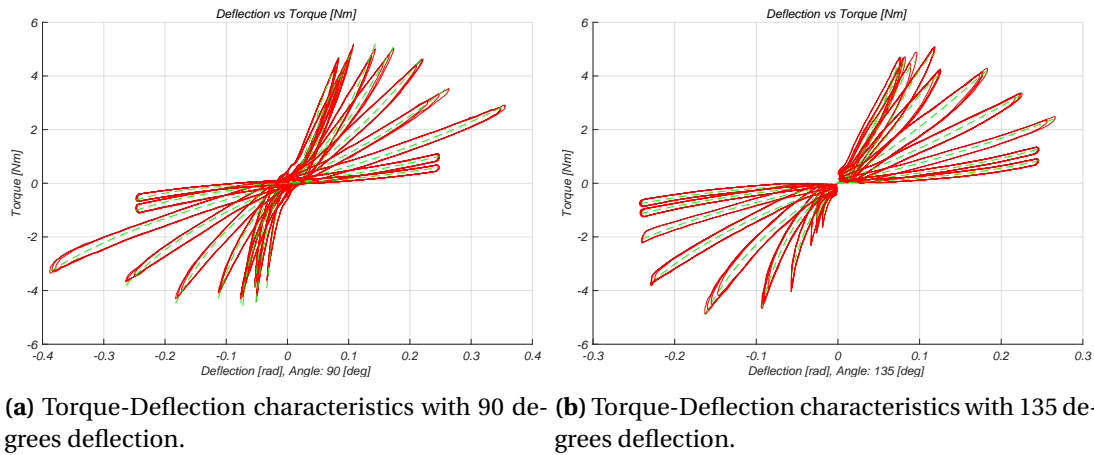 Deflection vs Torque [Nm]
6
4
2
0
-2
-4
-6
Torque [Nm]
-0.4 -0.3 -0.2 -0.1 0 0.1 0.2 0.3 0.4
Deflection [rad], Angle: 90 [deg]
Deflection vs Torque [Nm]
6
4
2
0
-2
-4
-6
Torque [Nm]
-0.3 -0.2 -0.1 0 0.1 0.2 0.3
Deflection [rad], Angle: 135 [deg]
(a) Torque-Deflection characteristics with 90 de-
grees deflection.
(b) Torque-Deflection characteristics with 135 de-
grees deflection.